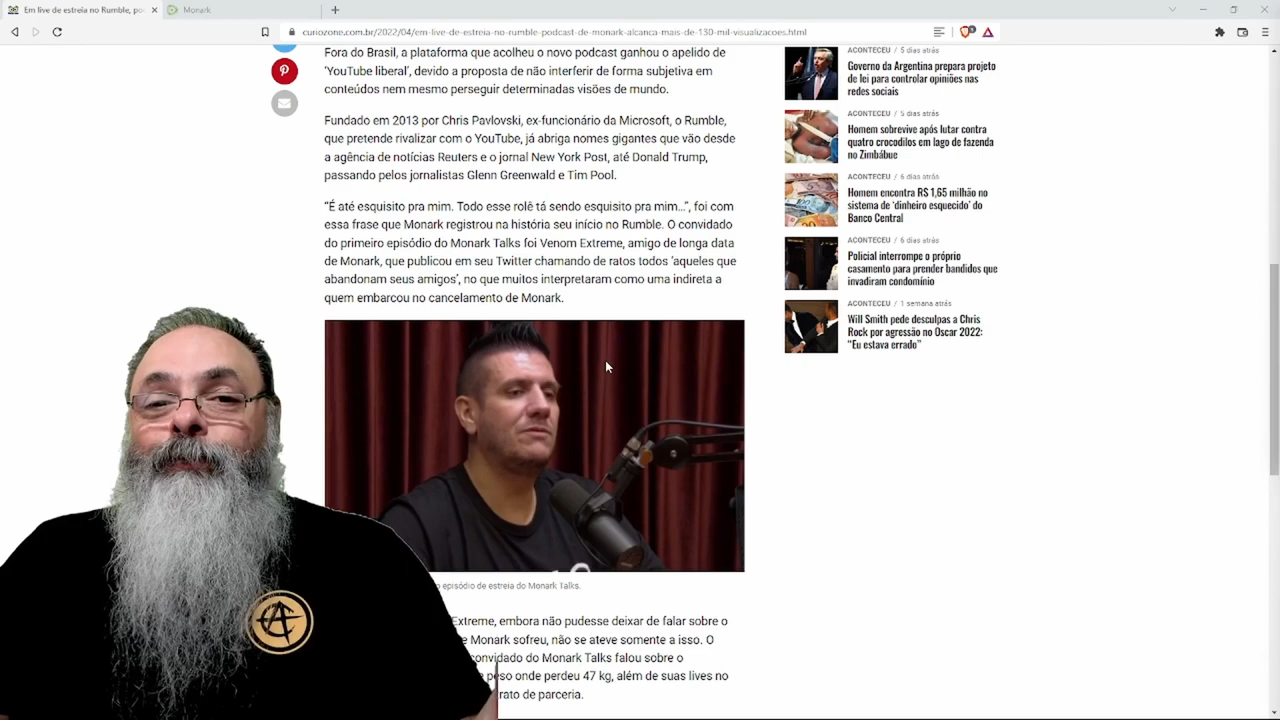 Em live de estreia no Rumble, po
Monark
curiozone.com.br/2022/04/em-live-de-estreia-no-rumble-podcast-de-monark-alcanca-mais-de-130-mil-visualizacoes.html
Fora do Brasil, a plataforma que acolheu o novo podcast ganhou o apelido de
‘YouTube liberal’, devido a proposta de não interferir de forma subjetiva em
conteúdos nem mesmo perseguir determinadas visões de mundo.
Fundado em 2013 por Chris Pavlovski, ex-funcionário da Microsoft, o Rumble,
que pretende rivalizar com o YouTube, já abriga nomes gigantes que vão desde
a agência de notícias Reuters e o jornal New York Post, até Donald Trump,
passando pelos jornalistas Glenn Greenwald e Tim Pool.
“É até esquisito pra mim. Todo esse rolê tá sendo esquisito pra mim…”, foi com
essa frase que Monark registrou na história seu início no Rumble. O convidado
do primeiro episódio do Monark Talks foi Venom Extreme, amigo de longa data
de Monark, que publicou em seu Twitter chamando de ratos todos ‘aqueles que
abandonam seus amigos’, no que muitos interpretaram como uma indireta a
quem embarcou no cancelamento de Monark.
o episódio de estreia do Monark Talks.
Extreme, embora não pudesse deixar de falar sobre o
e Monark sofreu, não se ateve somente a isso. O
convidado do Monark Talks falou sobre o
peso onde perdeu 47 kg, além de suas lives no
rato de parceria.
ACONTECEU / 5 dias atrás
Governo da Argentina prepara projeto
de lei para controlar opiniões nas
redes sociais
ACONTECEU / 5 dias atrás
Homem sobrevive após lutar contra
quatro crocodilos em lago de fazenda
no Zimbábue
ACONTECEU / 6 dias atrás
Homem encontra R$ 1,65 milhão no
sistema de ‘dinheiro esquecido’ do
Banco Central
ACONTECEU / 6 dias atrás
Policial interrompe o próprio
casamento para prender bandidos que
invadiram condomínio
ACONTECEU / 1 semana atrás
Will Smith pede desculpas a Chris
Rock por agressão no Oscar 2022:
“Eu estava errado”